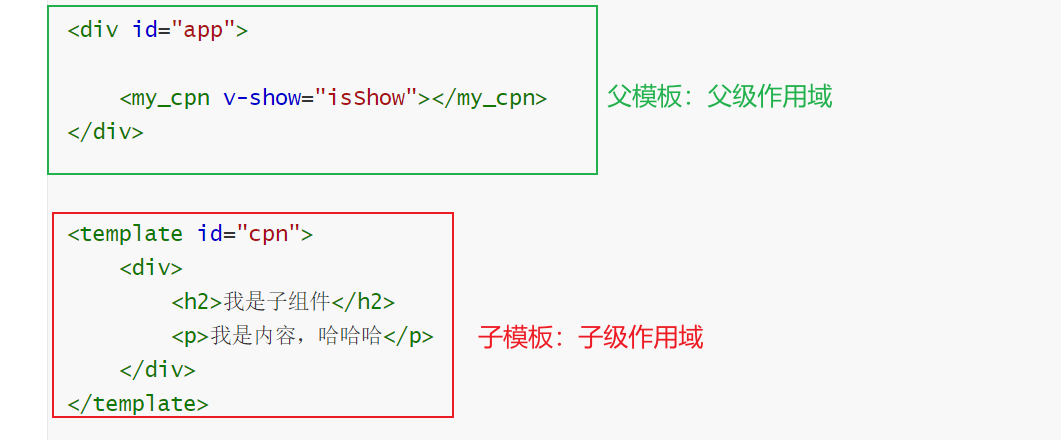 <div id="app">
<my_cpn v-show="isShow"></my_cpn>
父模板：父级作用域
</div>
<template id="cpn">
<div>
<h2>我是子组件</h2>
<p>我是内容，哈哈哈</p>
子模板：子级作用域
</div>
</template>